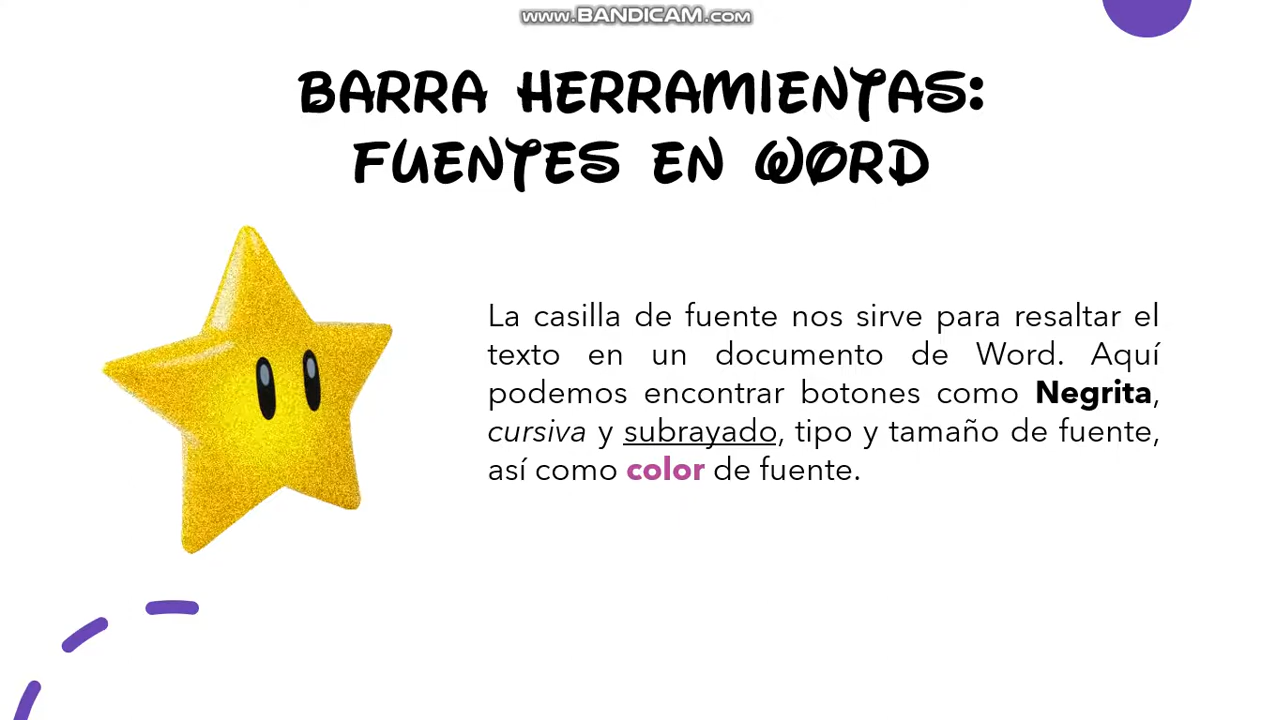 www.BANDICAM.com
BARRA HERRAMIENTAS:
FUENTES EN WORD
La casilla de fuente nos sirve para resaltar el
texto en un documento de Word. Aquí
podemos encontrar botones como Negrita,
cursiva y subrayado, tipo y tamaño de fuente,
así como color de fuente.